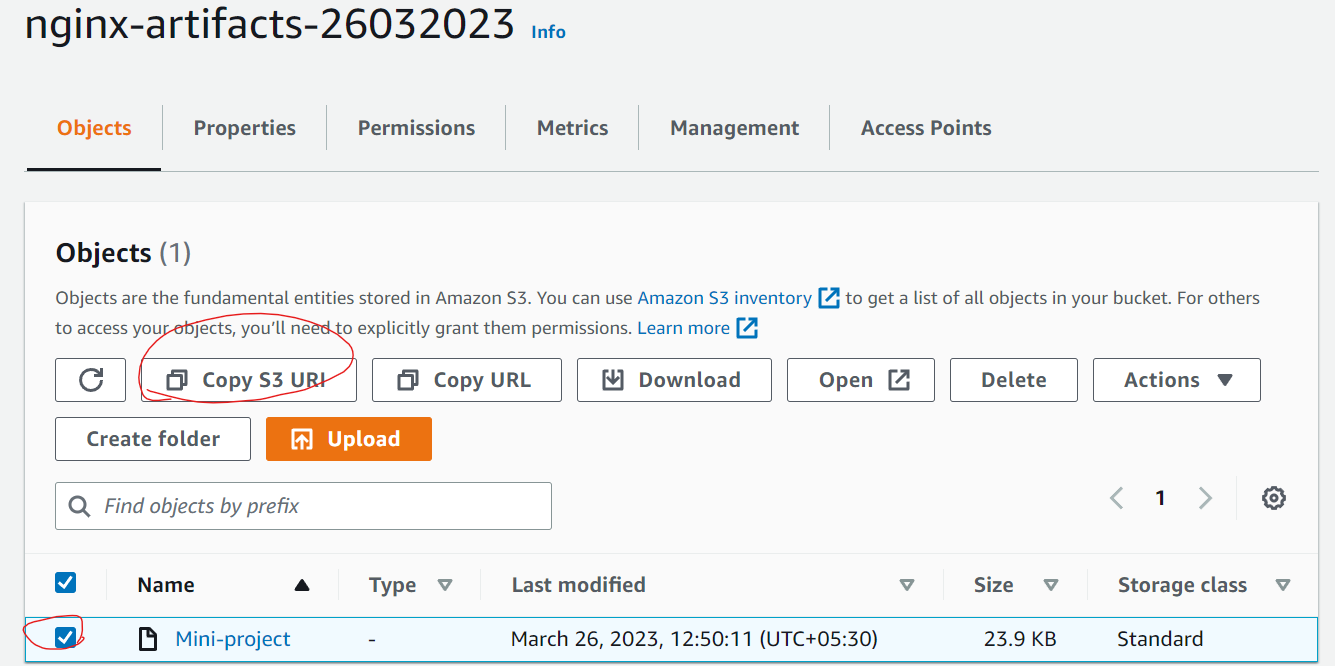 nginx-artifacts-26032023 Info
Objects Properties Permissions Metrics Management Access Points
Objects (1)
Objects are the fundamental entities stored in Amazon S3. You can use Amazon S3 inventory to get a list of all objects in your bucket. For others
to access your objects, you’ll need to explicitly grant them permissions. Learn more
Copy S3 URI Copy URL Download Open Delete Actions
Create folder Upload
Find objects by prefix 1
Name Type Last modified Size Storage class
Mini-project - March 26, 2023, 12:50:11 (UTC+05:30) 23.9 KB Standard